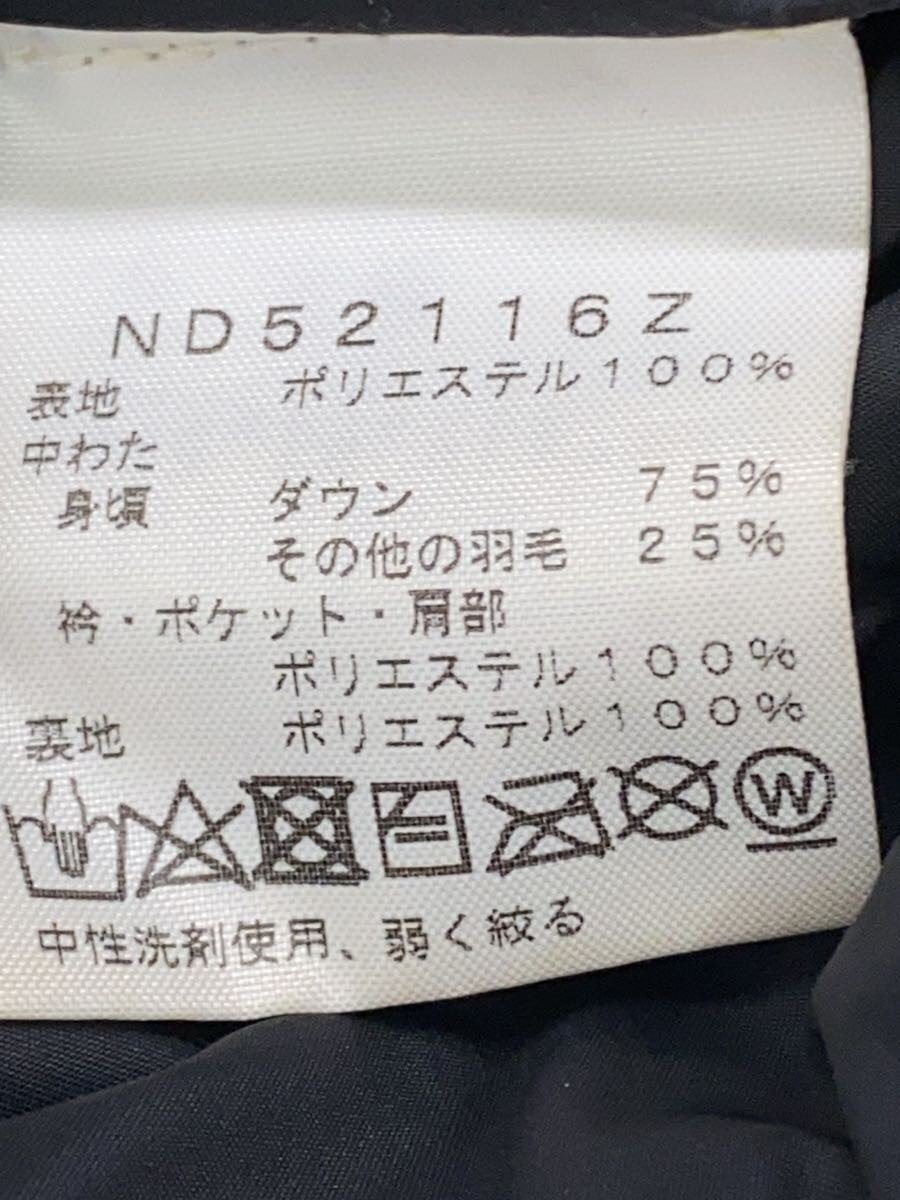 ND52116Z
表地 ポリエステル100%
中わた
身頃 ダウン 75%
その他の羽毛 25%
衿・ポケット・肩部
ポリエステル100%
裏地 ポリエステル100%
W
中性洗剤使用、弱く絞る